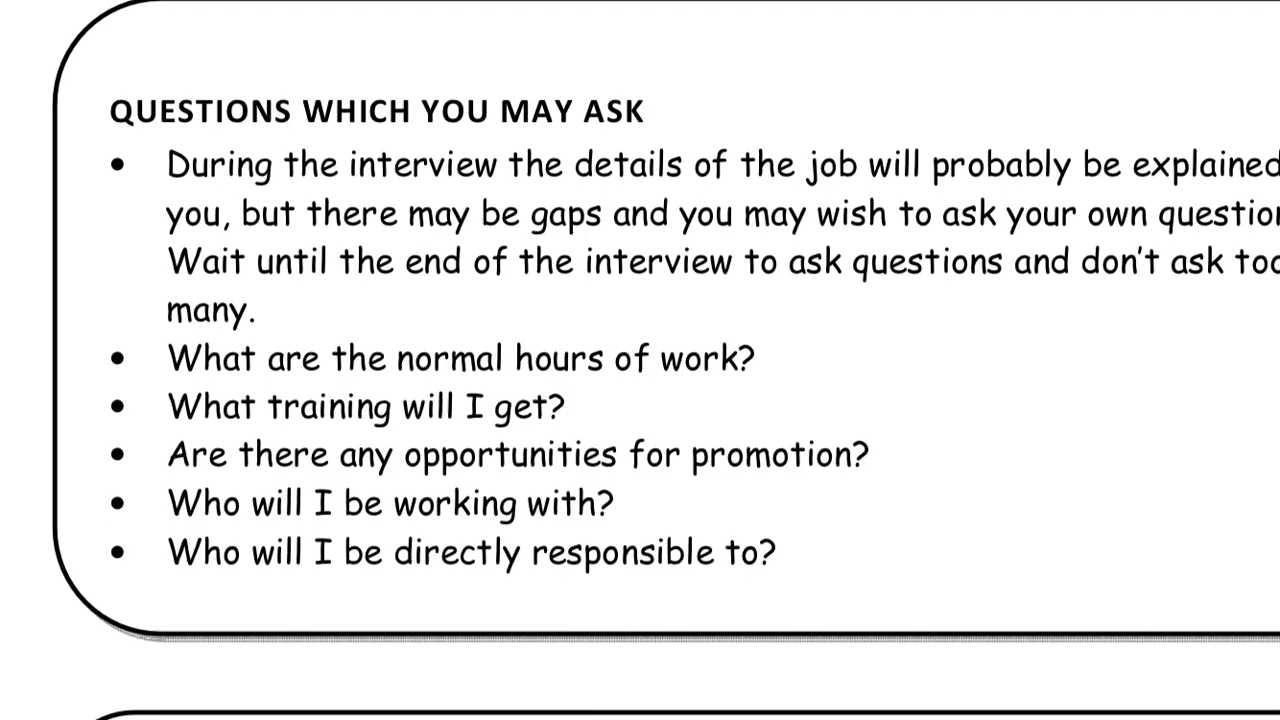 QUESTIONS WHICH YOU MAY ASK
• During the interview the details of the job will probably be explained
you, but there may be gaps and you may wish to ask your own
Wait until the end of the interview to ask questions and don't ask
many.
• What are the normal hours of work?
• What training will I get?
• Are there any opportunities for promotion?
• Who will I be working with?
• Who will I be directly responsible to?